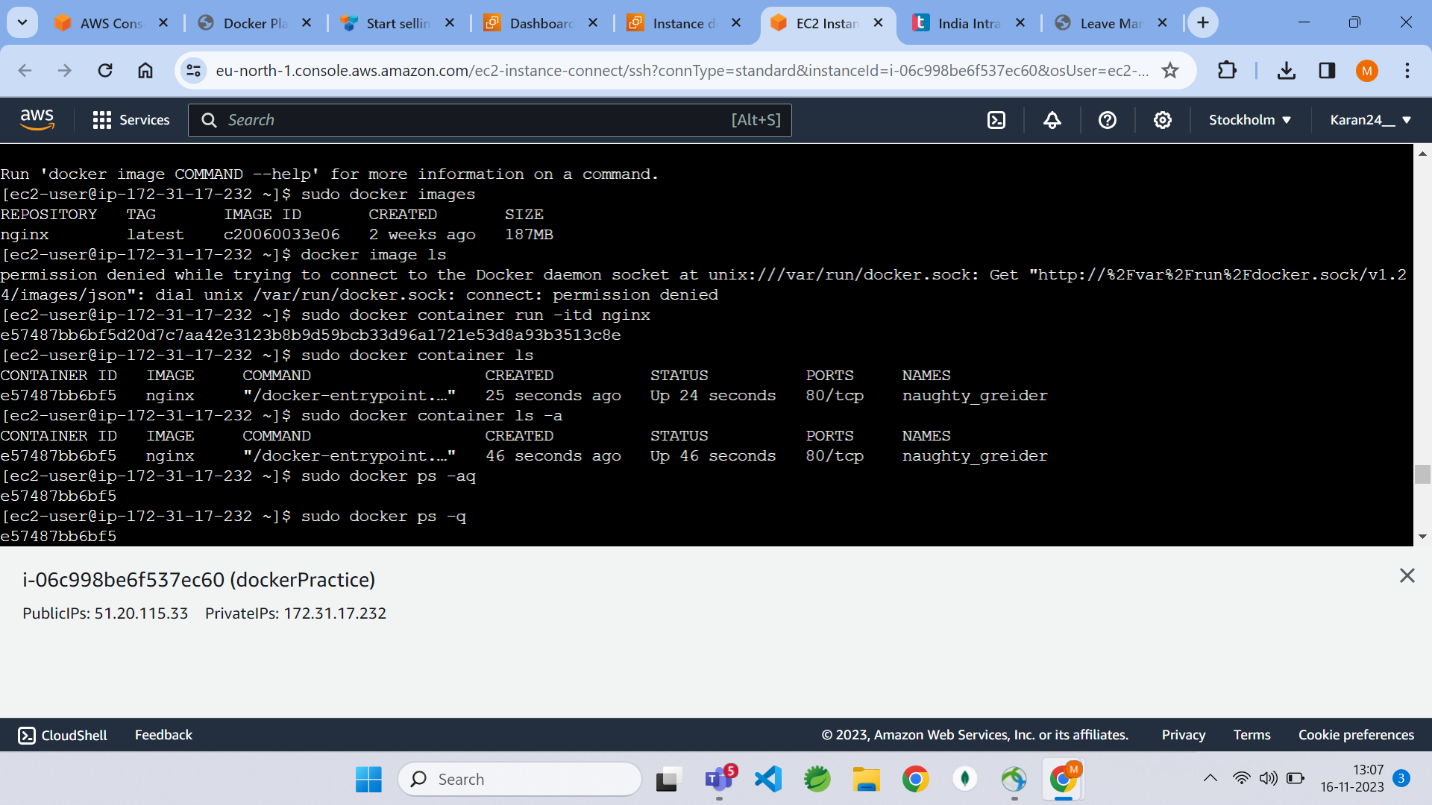 AWS Cons
Docker Pla
Start sellin
Dashboard
Instance d
EC2 Instan
India Intra
Leave Man
eu-north-1.console.aws.amazon.com/ec2-instance-connect/ssh?connType=standard&instanceId=i-06c998be6f537ec60&osUser=ec2-...
M
aws
Services
Search
[Alt+S]
Stockholm
Karan24__
Run 'docker image COMMAND --help' for more information on a command.
[ec2-user@ip-172-31-17-232 ~]$ sudo docker images
REPOSITORY TAG IMAGE ID CREATED SIZE
nginx latest c20060033e06 2 weeks ago 187MB
[ec2-user@ip-172-31-17-232 ~]$ docker image ls
permission denied while trying to connect to the Docker daemon socket at unix:///var/run/docker.sock: Get "http://%2Fvar%2Frun%2Fdocker.sock/v1.2
4/images/json": dial unix /var/run/docker.sock: connect: permission denied
[ec2-user@ip-172-31-17-232 ~]$ sudo docker container run -itd nginx
e57487bb6bf5d20d7c7aa42e3123b8b9d59bcb33d96a1721e53d8a93b3513c8e
[ec2-user@ip-172-31-17-232 ~]$ sudo docker container ls
CONTAINER ID IMAGE COMMAND CREATED STATUS PORTS NAMES
e57487bb6bf5 nginx "/docker-entrypoint.…" 25 seconds ago Up 24 seconds 80/tcp naughty_greider
[ec2-user@ip-172-31-17-232 ~]$ sudo docker container ls -a
CONTAINER ID IMAGE COMMAND CREATED STATUS PORTS NAMES
e57487bb6bf5 nginx "/docker-entrypoint.…" 46 seconds ago Up 46 seconds 80/tcp naughty_greider
[ec2-user@ip-172-31-17-232 ~]$ sudo docker ps -aq
e57487bb6bf5
[ec2-user@ip-172-31-17-232 ~]$ sudo docker ps -q
e57487bb6bf5
i-06c998be6f537ec60 (dockerPractice)
PublicIPs: 51.20.115.33 PrivateIPs: 172.31.17.232
CloudShell
Feedback
© 2023, Amazon Web Services, Inc. or its affiliates.
Privacy
Terms
Cookie preferences
Search
5
M
13:07
16-11-2023
3